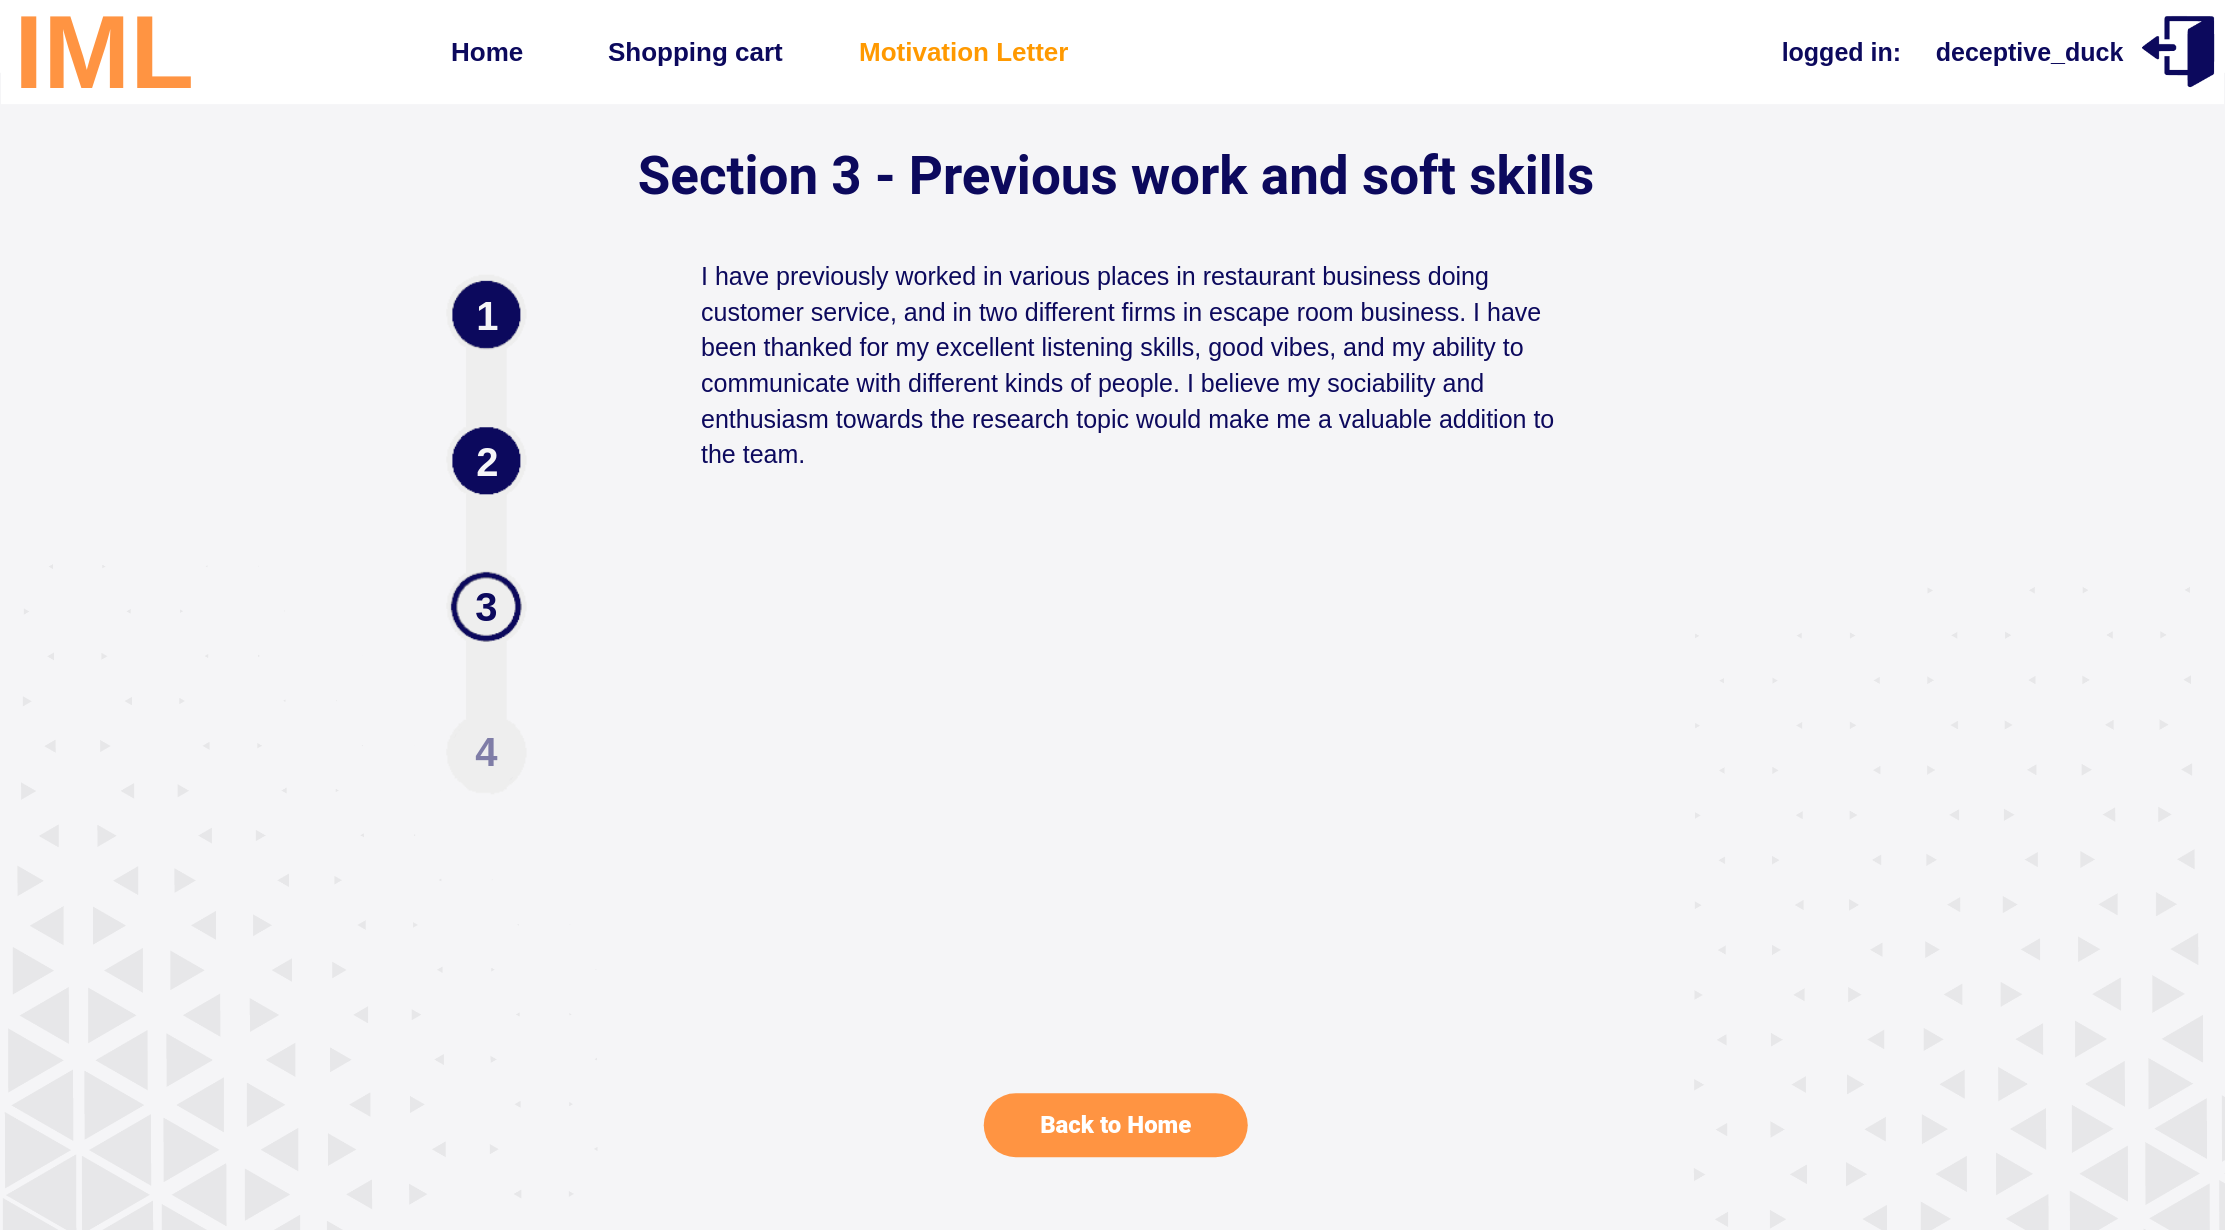 IML
Home Shopping cart Motivation Letter logged in: deceptive_duck
Section 3 - Previous work and soft skills
I have previously worked in various places in restaurant business doing
customer service, and in two different firms in escape room business. I have
been thanked for my excellent listening skills, good vibes, and my ability to
communicate with different kinds of people. I believe my sociability and
enthusiasm towards the research topic would make me a valuable addition to
the team.
1
2
3
4
Back to Home